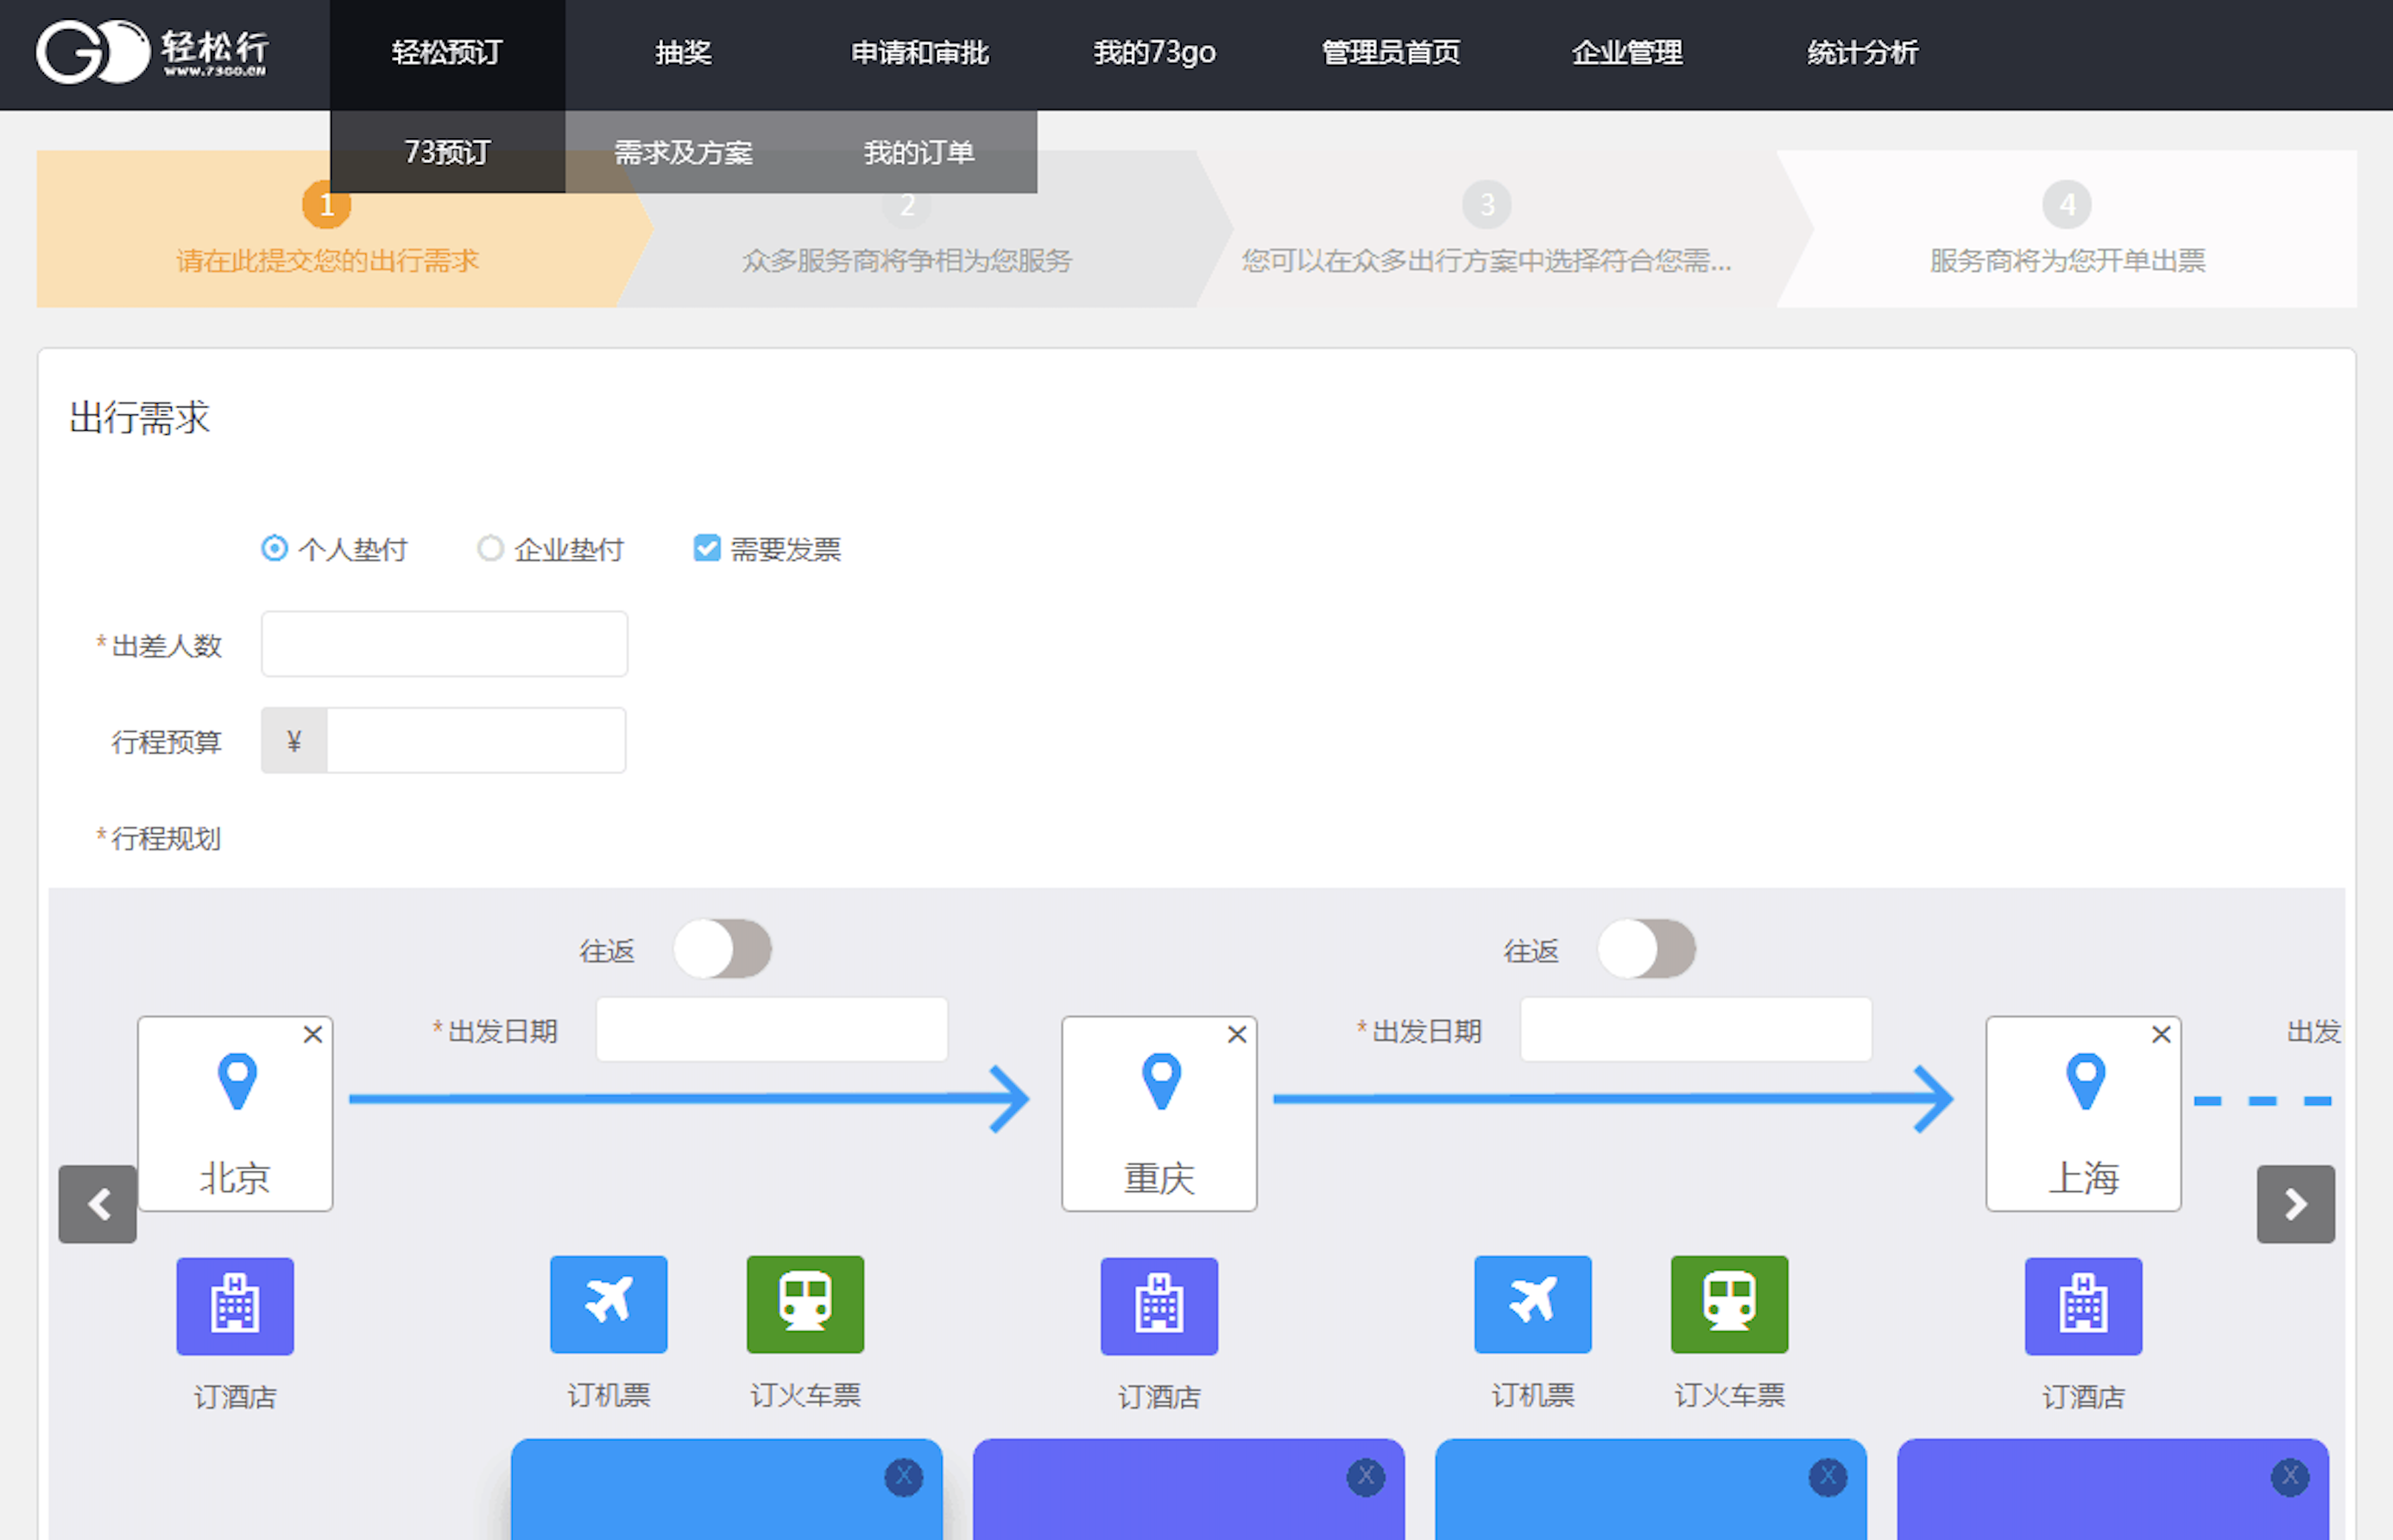 GO 轻松行
WWW.73GO.CN
轻松预订 抽奖 申请和审批 我的73go 管理员首页 企业管理 统计分析
73预订 需求及方案 我的订单
1 2 3 4
请在此提交您的出行需求 众多服务商将争相为您服务 您可以在众多出行方案中选择符合您需... 服务商将为您开单出票
出行需求
个人垫付 企业垫付 需要发票
*出差人数
行程预算 ¥
*行程规划
往返 往返
*出发日期 *出发日期 出发
北京 重庆 上海
H H H
订酒店 订机票 订火车票 订酒店 订机票 订火车票 订酒店
X X X X